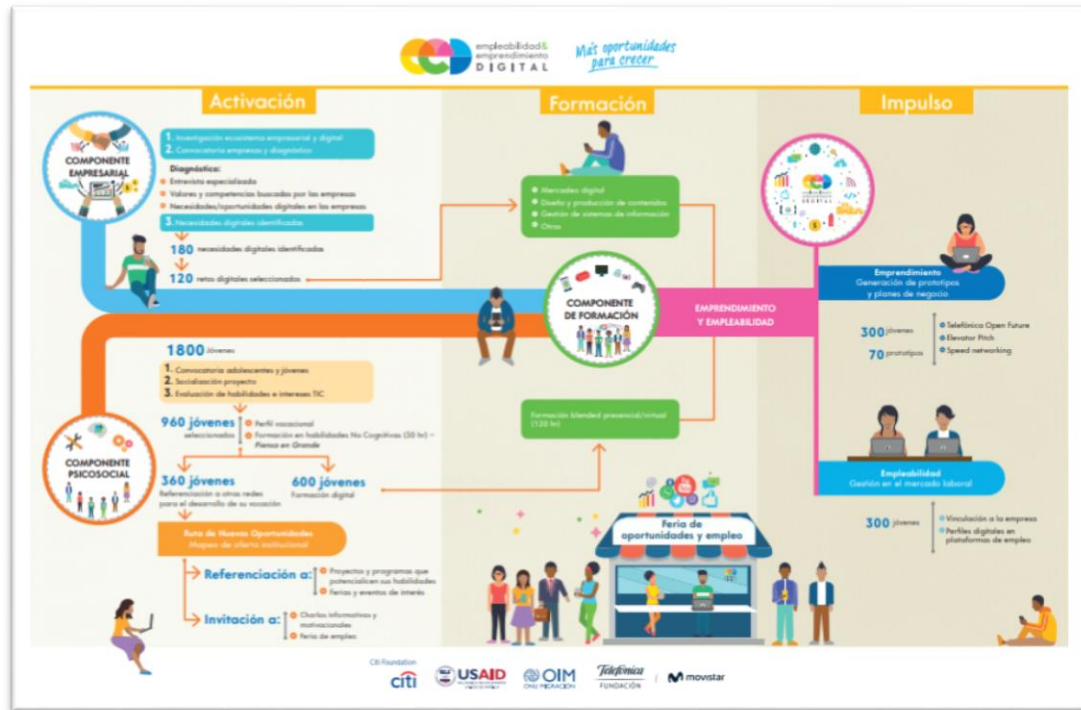 empleabilidad&
emprendimiento
DIGITAL
Más oportunidades
para crecer
Activación
Formación
Impulso
COMPONENTE
EMPRESARIAL
1. Investigación ecosistema empresarial y digital
2. Convocatoria empresas y diagnóstico
Diagnóstico:
Entrevista especializada
Valores y competencias buscadas por las empresas
Necesidades/oportunidades digitales en las empresas
3. Necesidades digitales identificadas
180 necesidades digitales identificadas
120 retos digitales seleccionados
Mercadeo digital
Diseño y producción de contenidos
Gestión de sistemas de información
Otros
COMPONENTE
DE FORMACIÓN
EMPRENDIMIENTO
Y EMPLEABILIDAD
Formación blended presencial/virtual
(120 hr)
DIGITAL
Emprendimiento
Generación de prototipos
y planes de negocio
300 jóvenes
70 prototipos
Telefónica Open Future
Elevator Pitch
Speed networking
Empleabilidad
Gestión en el mercado laboral
300 jóvenes
Vinculación a la empresa
Perfiles digitales en
plataformas de empleo
1800 Jóvenes
1. Convocatoria adolescentes y jóvenes
2. Socialización proyecto
3. Evaluación de habilidades e intereses TIC
COMPONENTE
PSICOSOCIAL
960 jóvenes
seleccionados
Perfil vocacional
Formación en habilidades No Cognitivas (50 hr) –
Piensa en Grande
360 jóvenes
Referenciación a otras redes
para el desarrollo de su vocación
600 jóvenes
Formación digital
Ruta de Nuevas Oportunidades
Mapeo de oferta institucional
Referenciación a:
Proyectos y programas que
potencialicen sus habilidades
Ferias y eventos de interés
Invitación a:
Charlas informativas y
motivacionales
Feria de empleo
Feria de
oportunidades y empleo
Citi Foundation
citi
USAID
OIM
ONU MIGRACIÓN
Telefónica
FUNDACIÓN
movistar